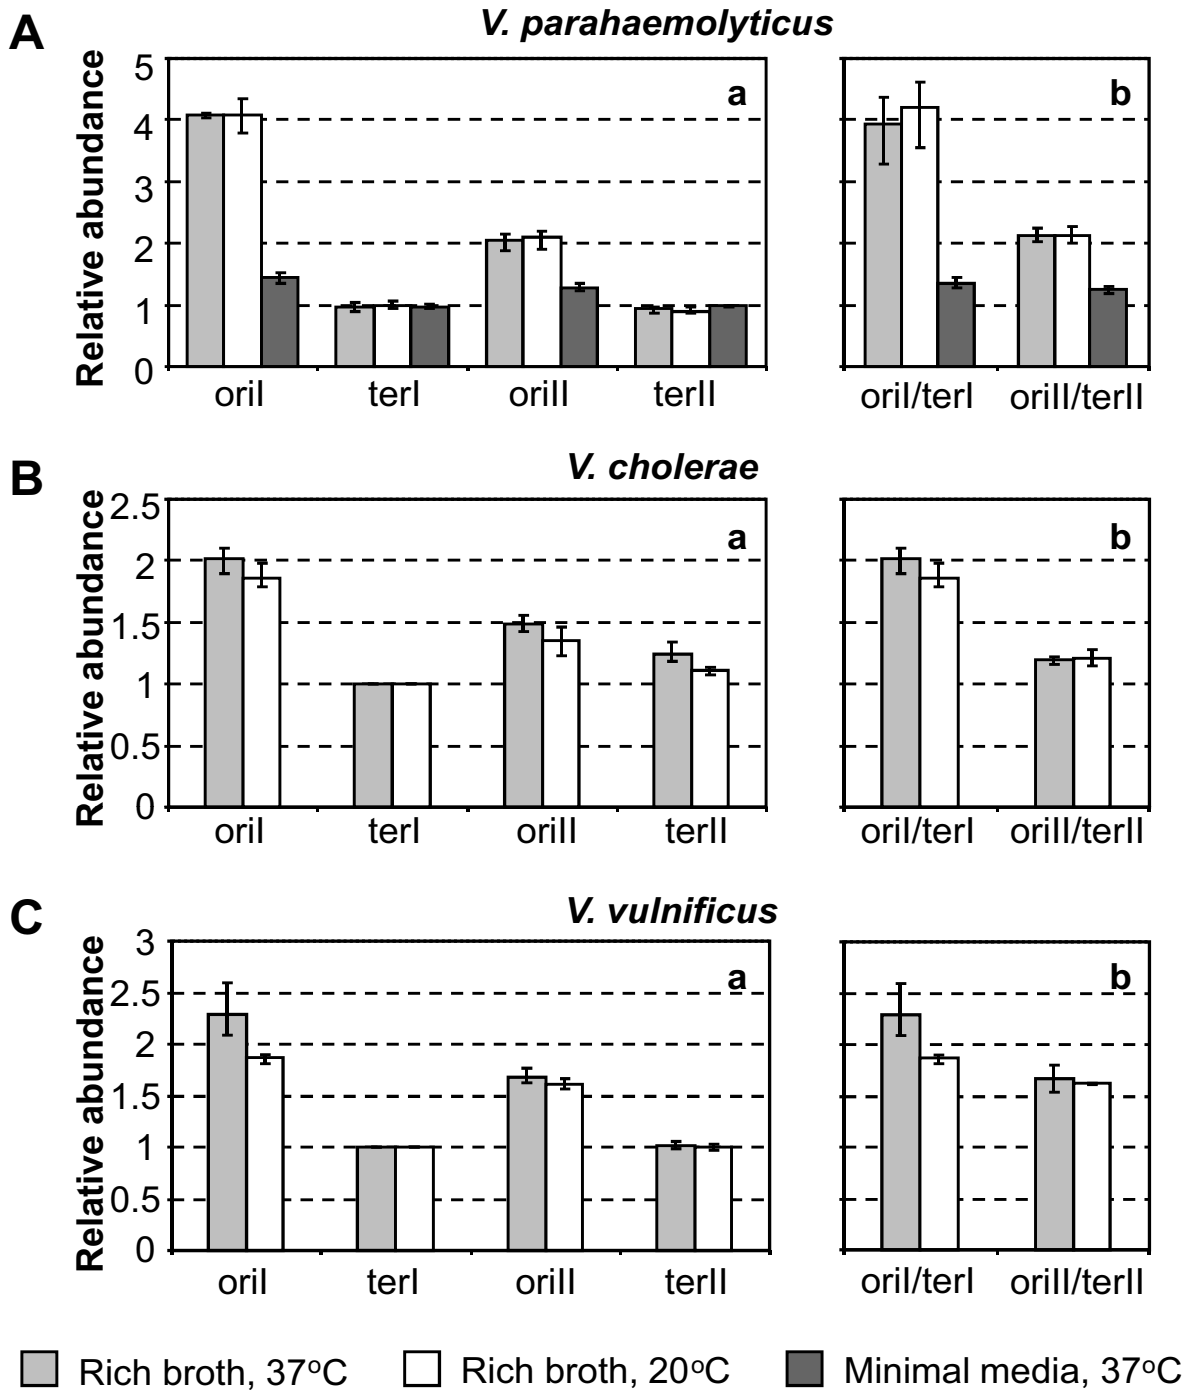 A
V. parahaemolyticus
Relative abundance
5
4
3
2
1
0
a
b
oriI terI oriII terII
oriI/terI oriII/terII
B
V. cholerae
Relative abundance
2.5
2
1.5
1
0.5
0
a
b
oriI terI oriII terII
oriI/terI oriII/terII
C
V. vulnificus
Relative abundance
3
2.5
2
1.5
1
0.5
0
a
b
oriI terI oriII terII
oriI/terI oriII/terII
Rich broth, 37°C Rich broth, 20°C Minimal media, 37°C